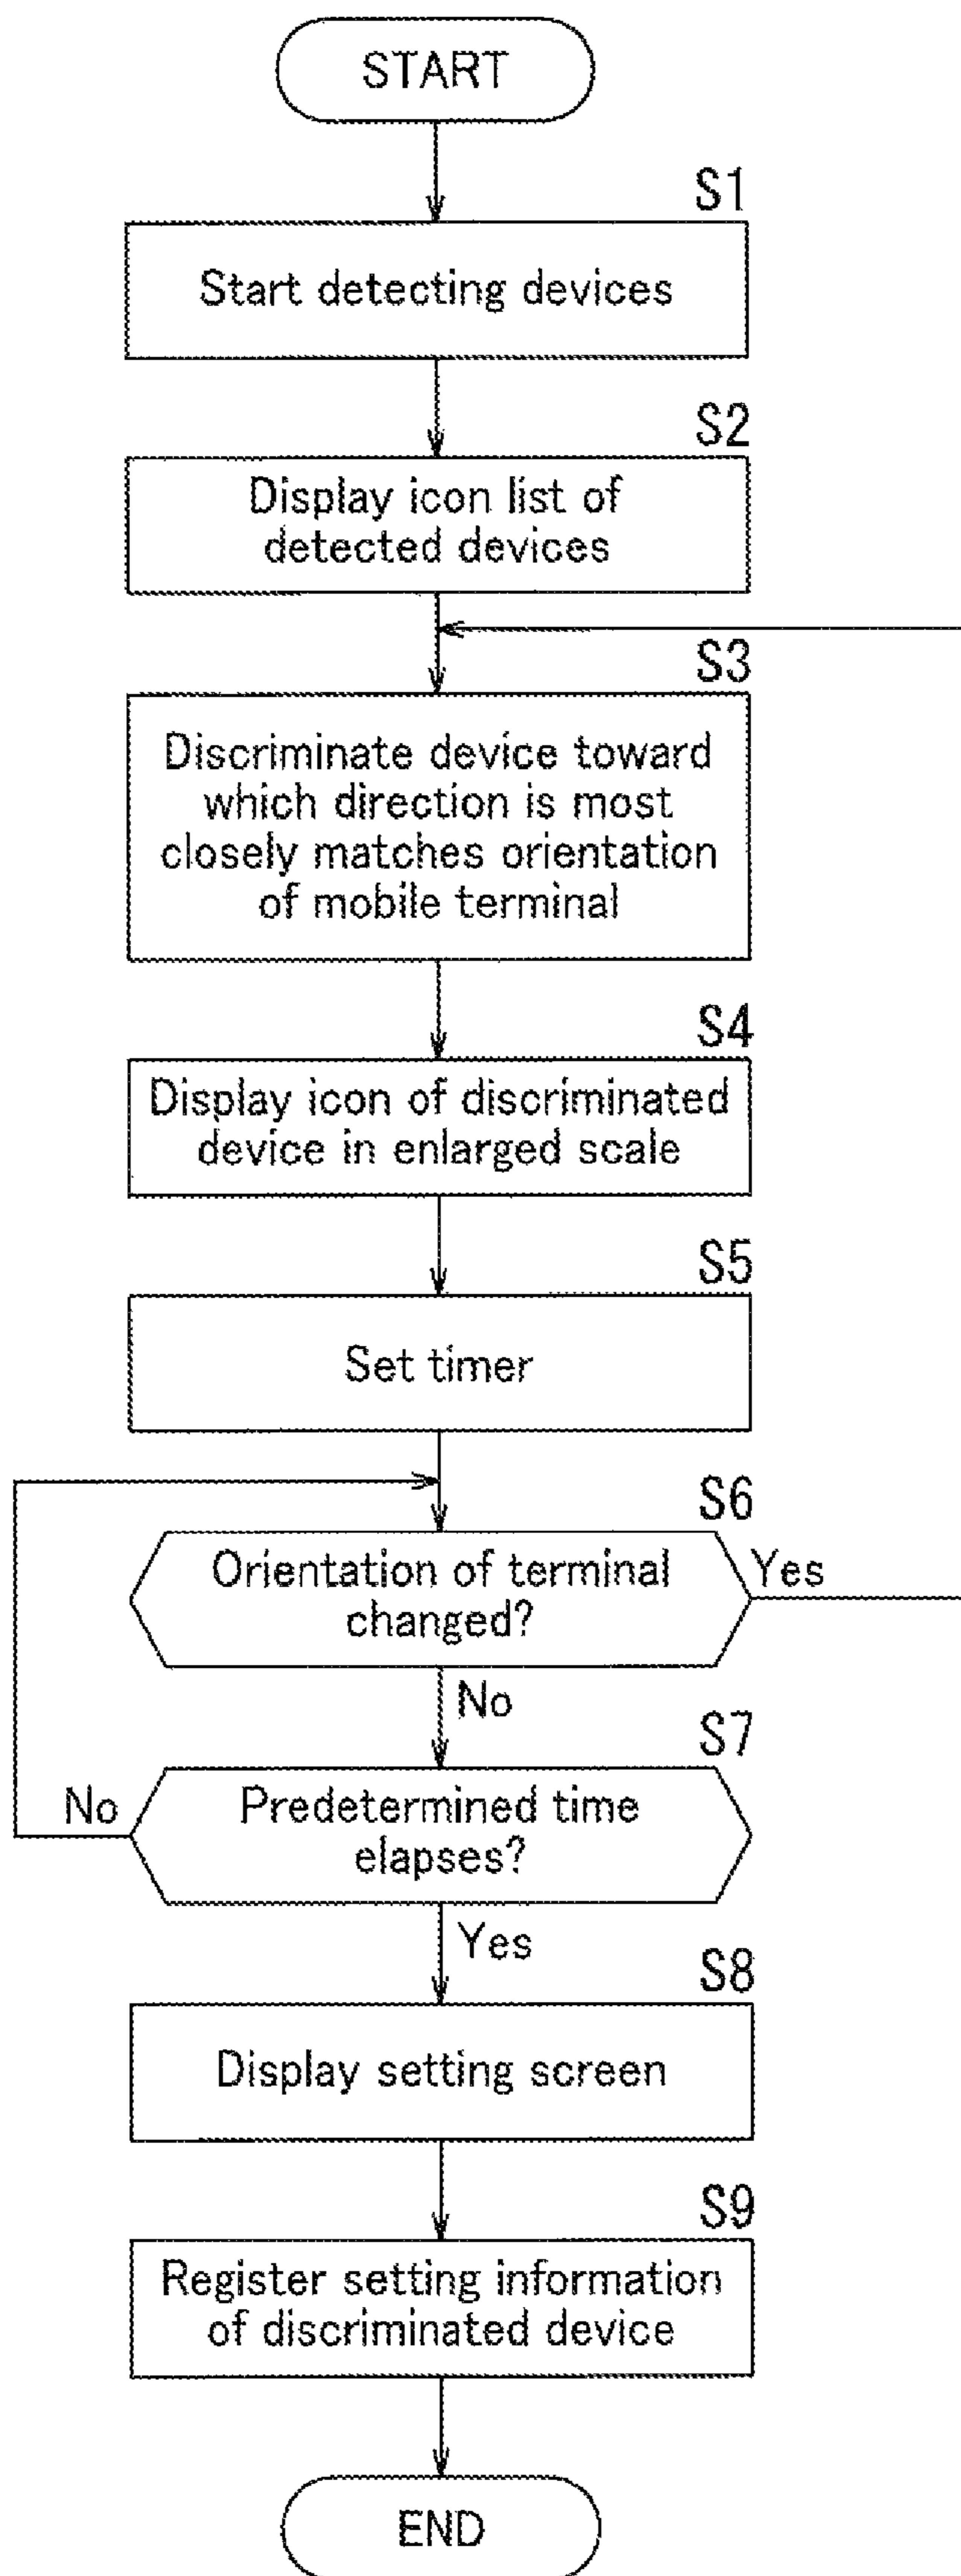 START
S1
Start detecting devices
S2
Display icon list of
detected devices
S3
Discriminate device toward
which direction is most
closely matches orientation
of mobile terminal
S4
Display icon of discriminated
device in enlarged scale
S5
Set timer
S6
Orientation of terminal
changed?
Yes
No
S7
Predetermined time
elapses?
No
Yes
S8
Display setting screen
S9
Register setting information
of discriminated device
END